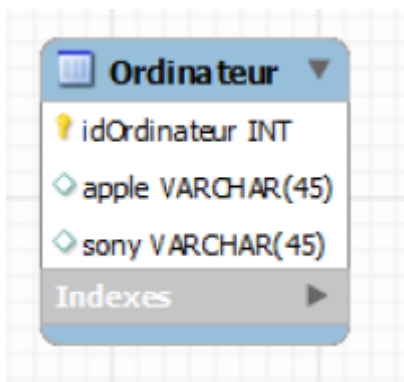 Ordinateur
idOrdinateur INT
apple VARCHAR(45)
sony VARCHAR(45)
Indexes